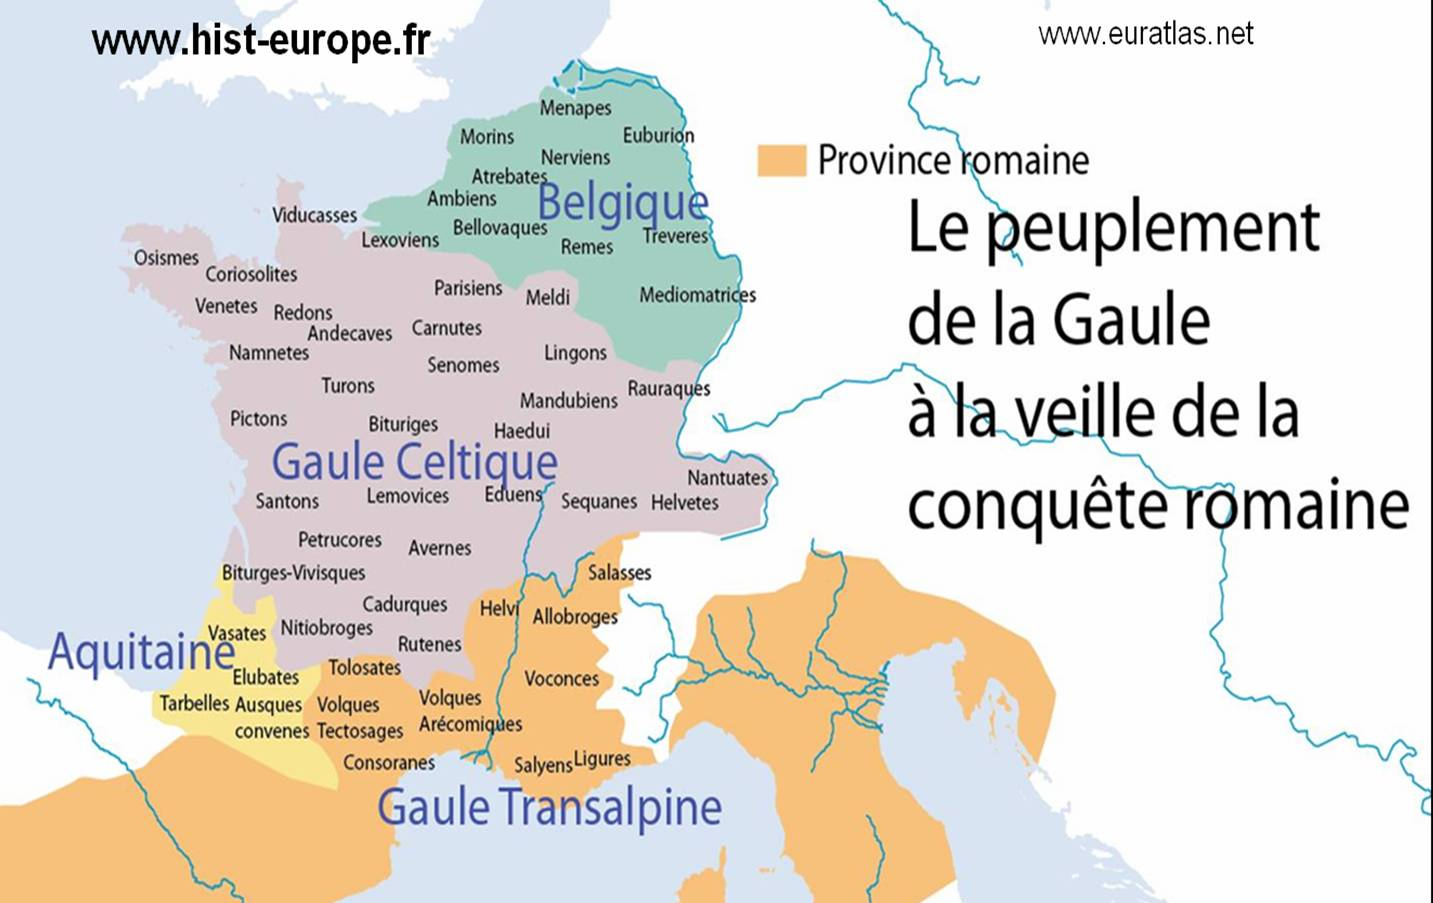 www.hist-europe.fr
www.euratlas.net
Province romaine
Le peuplement
de la Gaule
à la veille de la
conquête romaine
Menapes
Morins
Euburion
Nerviens
Atrebates
Ambiens
Belgique
Viducasses
Bellovaques
Lexoviens
Remes
Treveres
Osismes
Coriosolites
Parisiens
Meldi
Mediomatrices
Venetes
Redons
Andecaves
Carnutes
Namnetes
Senomes
Lingons
Turons
Mandubiens
Rauraques
Pictons
Bituriges
Haedui
Gaule Celtique
Nantuates
Santons
Lemovices
Eduens
Sequanes
Helvetes
Petrucores
Avernes
Biturges-Vivisques
Salasses
Cadurques
Helvi
Allobroges
Vasates
Nitiobroges
Rutenes
Aquitaine
Elubates
Tolosates
Voconces
Tarbelles
Ausques
convenes
Volques
Tectosages
Volques
Arécomiques
Consoranes
Salyens
Ligures
Gaule Transalpine